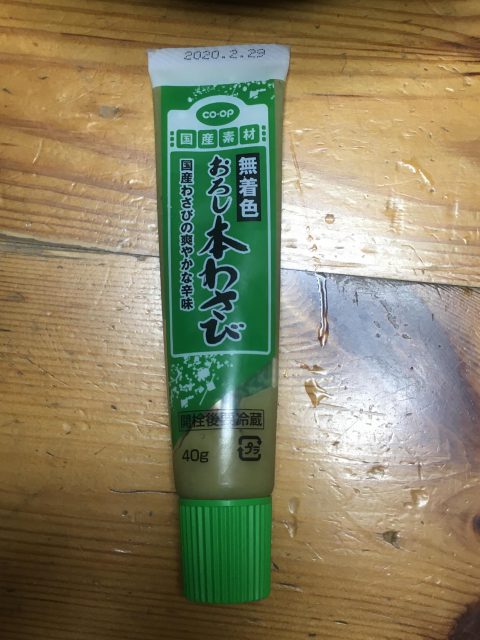 2020.2.29
CO·OP
国産素材
無着色
おろし本わさび
国産わさびの爽やかな辛味
開栓後要冷蔵
40g
プラ